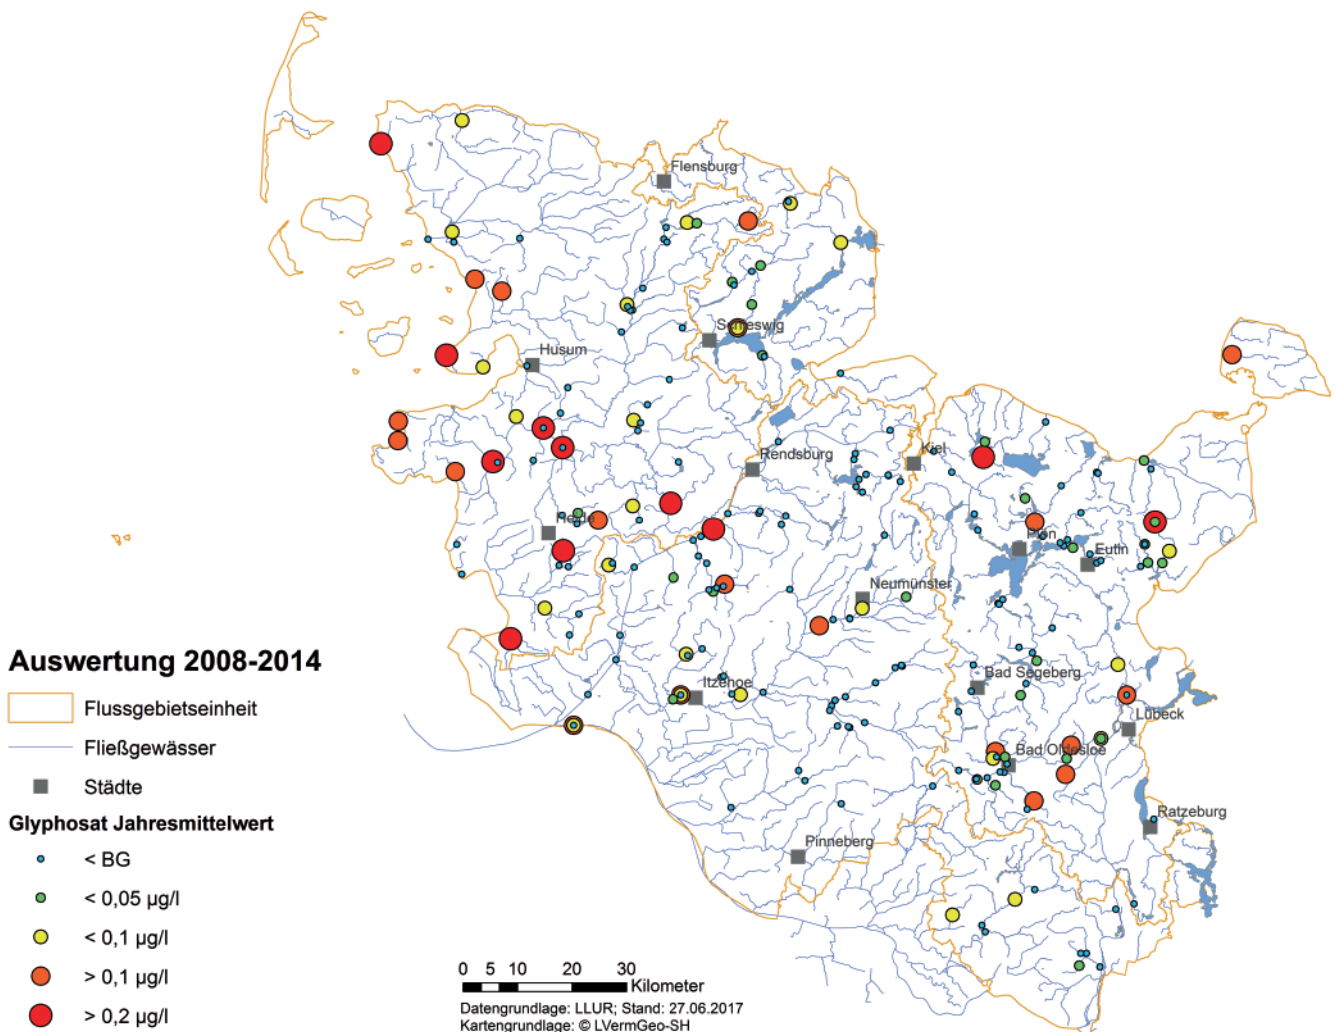 Flensburg
Schleswig
Husum
Rendsburg
Kiel
Heide
Plön
Eutin
Neumünster
Bad Segeberg
Itzehoe
Lübeck
Bad Oldesloe
Ratzeburg
Pinneberg
Auswertung 2008-2014
Flussgebietseinheit
Fließgewässer
Städte
Glyphosat Jahresmittelwert
< BG
< 0,05 µg/l
< 0,1 µg/l
> 0,1 µg/l
> 0,2 µg/l
0 5 10 20 30
Kilometer
Datengrundlage: LLUR; Stand: 27.06.2017
Kartengrundlage: © LVermGeo-SH